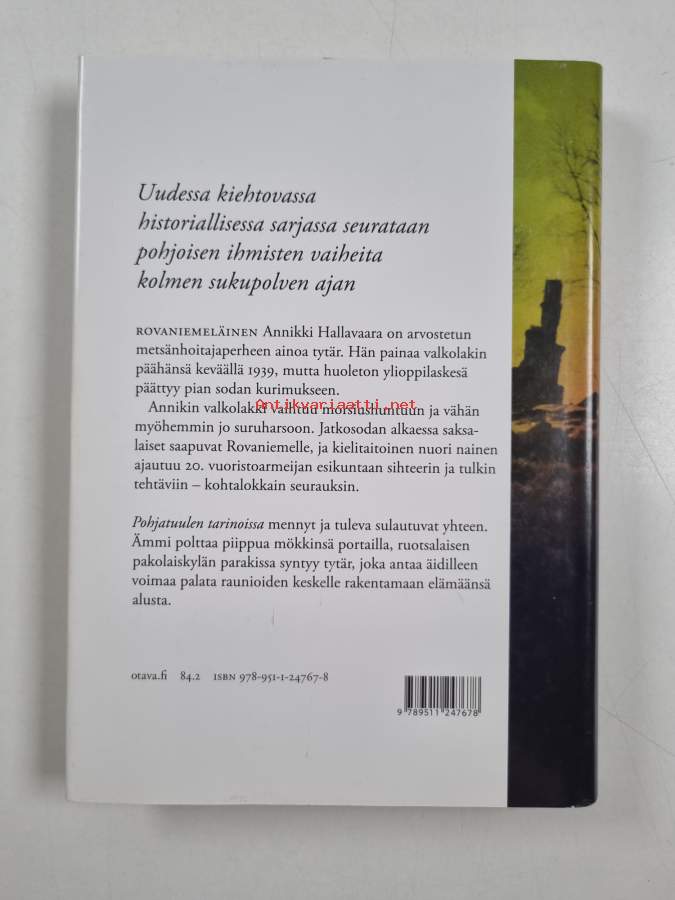 Uudessa kiehtovassa
historiallisessa sarjassa seurataan
pohjoisen ihmisten vaiheita
kolmen sukupolven ajan
ROVANIEMELÄINEN Annikki Hallavaara on arvostetun
metsänhoitajaperheen ainoa tytär. Hän painaa valkolakin
päähänsä keväällä 1939, mutta huoleton ylioppilaskesä
päättyy pian sodan kurimukseen.
Antikvariaatti.net
Annikin valkolakki vaihtuu morsiushuntuun ja vähän
myöhemmin jo suruharsoon. Jatkosodan alkaessa saksa-
laiset saapuvat Rovaniemelle, ja kielitaitoinen nuori nainen
ajautuu 20. vuoristoarmeijan esikuntaan sihteerin ja tulkin
tehtäviin – kohtalokkain seurauksin.
Pohjatuulen tarinoissa mennyt ja tuleva sulautuvat yhteen.
Ämmi polttaa piippua mökkinsä portailla, ruotsalaisen
pakolaiskylän parakissa syntyy tytär, joka antaa äidilleen
voimaa palata raunioiden keskelle rakentamaan elämäänsä
alusta.
otava.fi 84.2 ISBN 978-951-1-24767-8
9 789511 247678